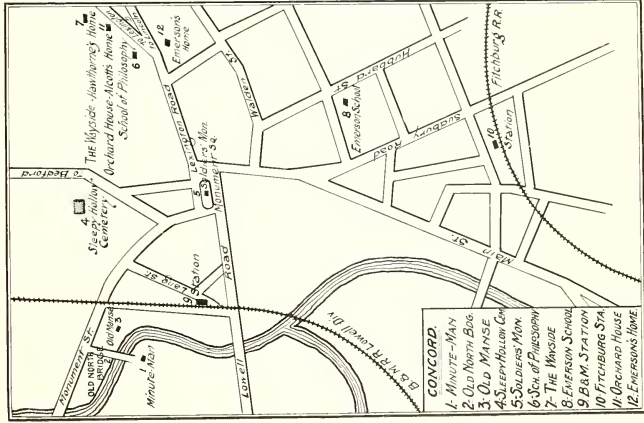 7-
THE Wayside-Hawthorne's Home
Orchard House-Alcott's Home 11
School of Philosophy
6
12
Emersons
Home
To Bedford
4
Sleepy Hollow
Cemetery
Lexington Road
5
Soldiers Mon.
Monument Sq.
Walden St.
Hubbard St.
8
Emerson School
Sudbury
Road
Fitchburg R.R.
10
Station
Main
St.
Lang St.
9
Station
Road
Lowell
B & M R R Lowell Div
Monument St.
OLD NORTH
BRIDGE
2
Old Manse
3
1
Minute-Man
CONCORD.
1- MINUTE-MAN
2- OLD NORTH BDG.
3- OLD MANSE
4- SLEEPY HOLLOW CEM.
5- SOLDIERS' MON.
6- SCH. OF PHILOSOPHY
7- THE WAYSIDE
8- EMERSON SCHOOL
9- B&M. STATION
10 FITCHBURG STA.
11- ORCHARD HOUSE
12. EMERSONS HOME.